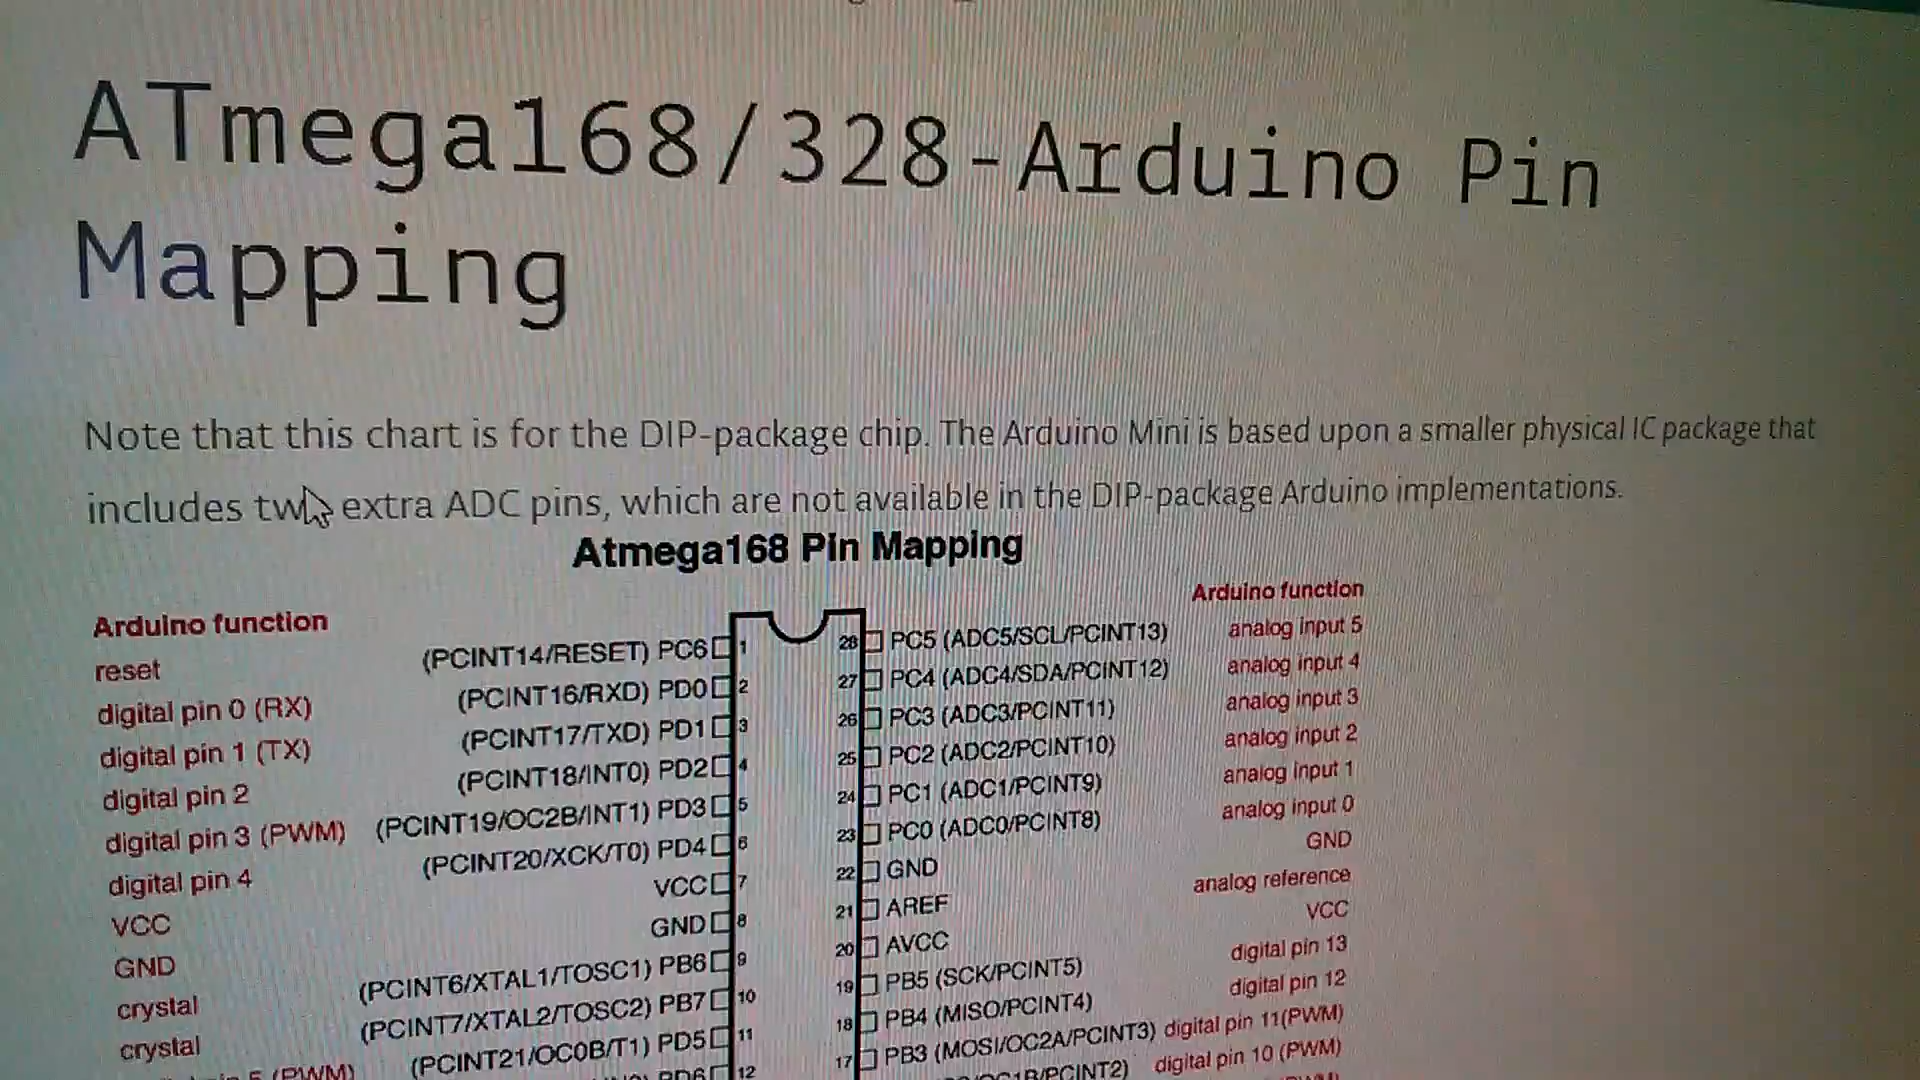 ATmega168/328-Arduino Pin
Mapping
Note that this chart is for the DIP-package chip. The Arduino Mini is based upon a smaller physical IC package that
includes two extra ADC pins, which are not available in the DIP-package Arduino implementations.
Atmega168 Pin Mapping
Arduino function
Arduino function
reset (PCINT14/RESET) PC6 1
28 PC5 (ADC5/SCL/PCINT13) analog input 5
digital pin 0 (RX) (PCINT16/RXD) PD0 2
27 PC4 (ADC4/SDA/PCINT12) analog input 4
digital pin 1 (TX) (PCINT17/TXD) PD1 3
26 PC3 (ADC3/PCINT11) analog input 3
digital pin 2 (PCINT18/INT0) PD2 4
25 PC2 (ADC2/PCINT10) analog input 2
digital pin 3 (PWM) (PCINT19/OC2B/INT1) PD3 5
24 PC1 (ADC1/PCINT9) analog input 1
digital pin 4 (PCINT20/XCK/T0) PD4 6
23 PC0 (ADC0/PCINT8) analog input 0
VCC VCC 7
22 GND GND
GND GND 8
21 AREF analog reference
crystal (PCINT6/XTAL1/TOSC1) PB6 9
20 AVCC VCC
crystal (PCINT7/XTAL2/TOSC2) PB7 10
19 PB5 (SCK/PCINT5) digital pin 13
5 (PWM) (PCINT21/OC0B/T1) PD5 11
18 PB4 (MISO/PCINT4) digital pin 12
PD6 12
17 PB3 (MOSI/OC2A/PCINT3) digital pin 11(PWM)
digital pin 10 (PWM)